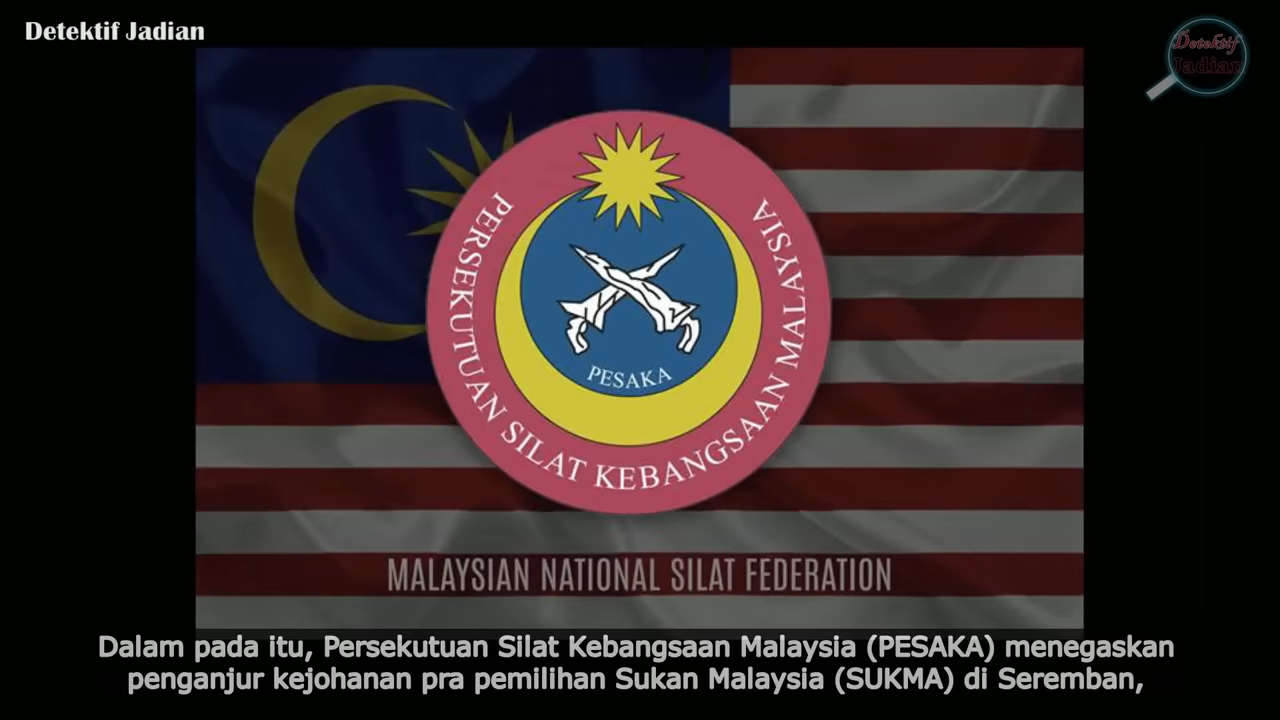 Detektif Jadian
Detektif
Jadian
PERSEKUTUAN SILAT KEBANGSAAN MALAYSIA
PESAKA
MALAYSIAN NATIONAL SILAT FEDERATION
Dalam pada itu, Persekutuan Silat Kebangsaan Malaysia (PESAKA) menegaskan
penganjur kejohanan pra pemilihan Sukan Malaysia (SUKMA) di Seremban,